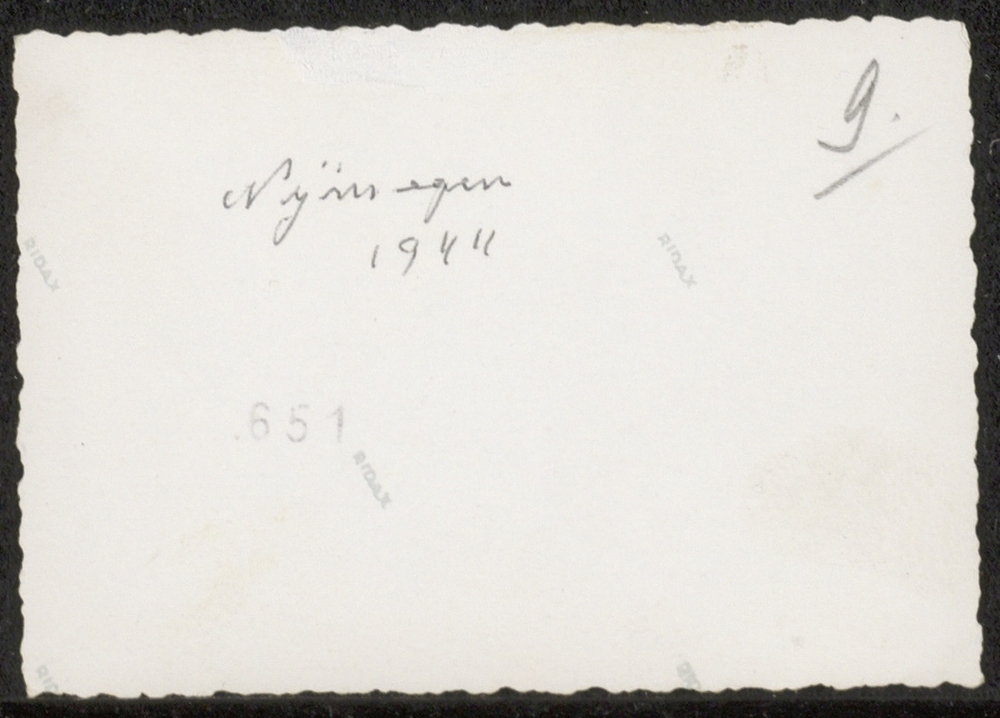 9.
Nijmegen
1944
RIDAX
RIDAX
651
RIDAX